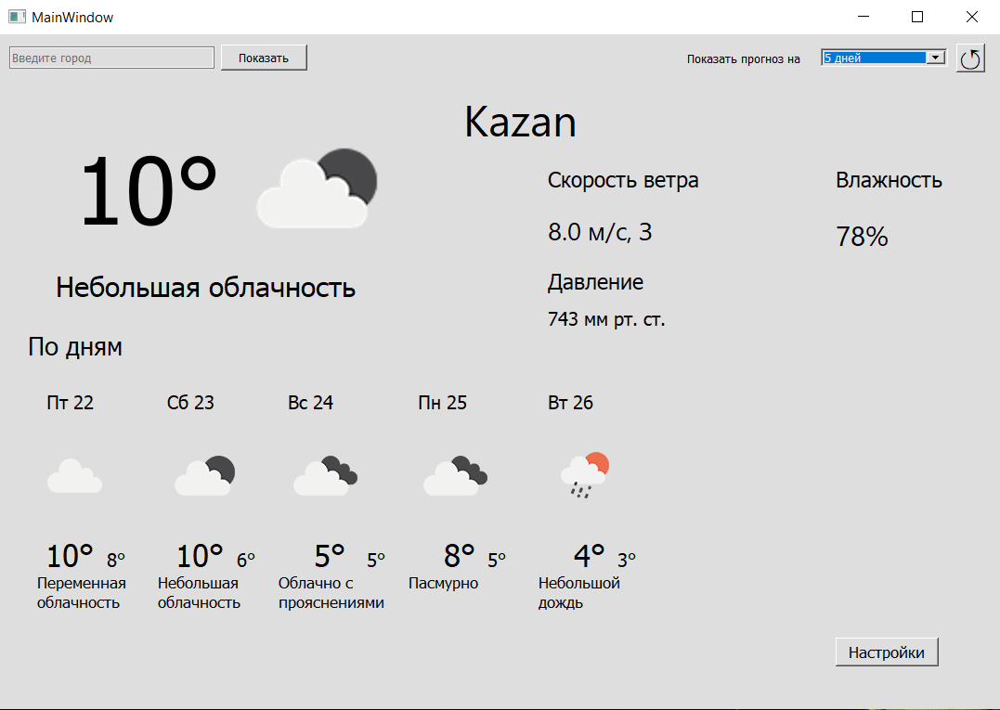 MainWindow
Введите город
Показать
Показать прогноз на
5 дней
Kazan
10°
Скорость ветра
Влажность
8.0 м/с, З
78%
Небольшая облачность
Давление
743 мм рт. ст.
По дням
Пт 22
Сб 23
Вс 24
Пн 25
Вт 26
10° 8°
10° 6°
5° 5°
8° 5°
4° 3°
Переменная
облачность
Небольшая
облачность
Облачно с
прояснениями
Пасмурно
Небольшой
дождь
Настройки